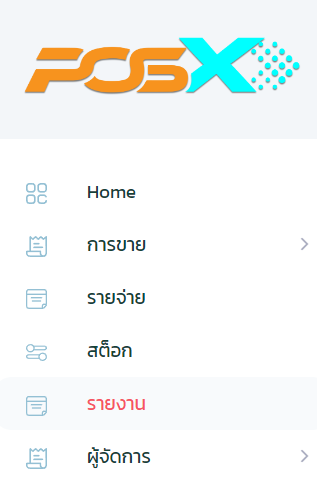 POSX
Home
การขาย
รายจ่าย
สต็อก
รายงาน
ผู้จัดการ